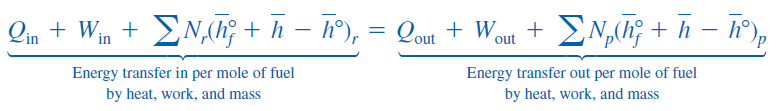 Q_in + W_in + ∑N_r(h̄°_f + h̄ − h̄°)_r = Q_out + W_out + ∑N_p(h̄°_f + h̄ − h̄°)_p
Energy transfer in per mole of fuel
by heat, work, and mass
Energy transfer out per mole of fuel
by heat, work, and mass